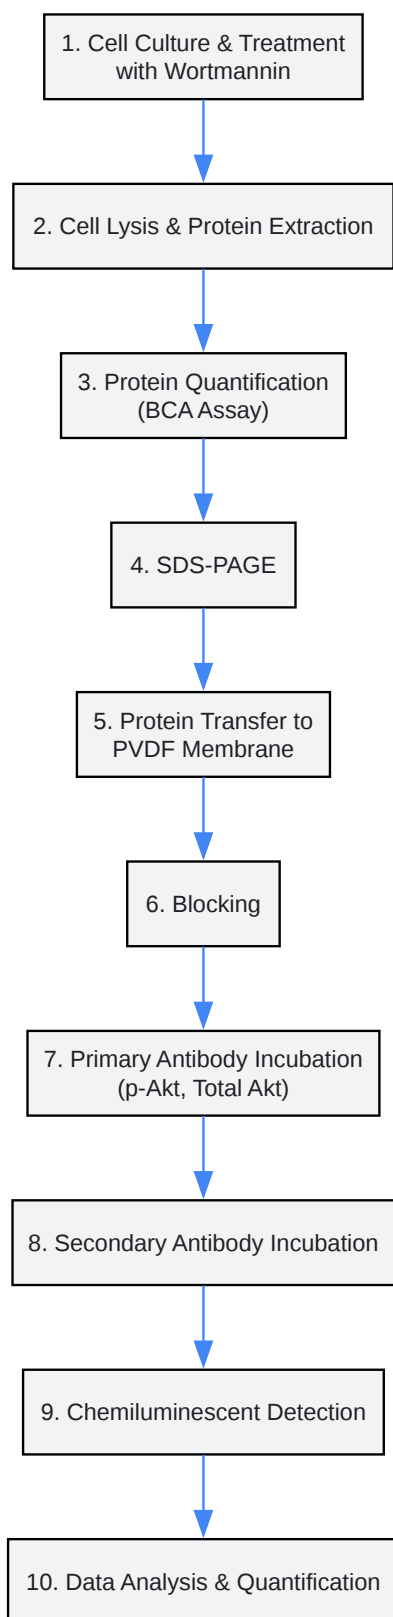 1. Cell Culture & Treatment
with Wortmannin
2. Cell Lysis & Protein Extraction
3. Protein Quantification
(BCA Assay)
4. SDS-PAGE
5. Protein Transfer to
PVDF Membrane
6. Blocking
7. Primary Antibody Incubation
(p-Akt, Total Akt)
8. Secondary Antibody Incubation
9. Chemiluminescent Detection
10. Data Analysis & Quantification